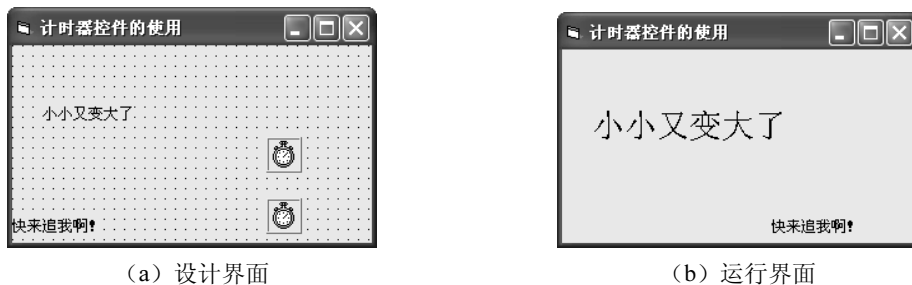 计时器控件的使用
小小又变大了
快来追我啊!
(a)设计界面
计时器控件的使用
小小又变大了
快来追我啊!
(b)运行界面